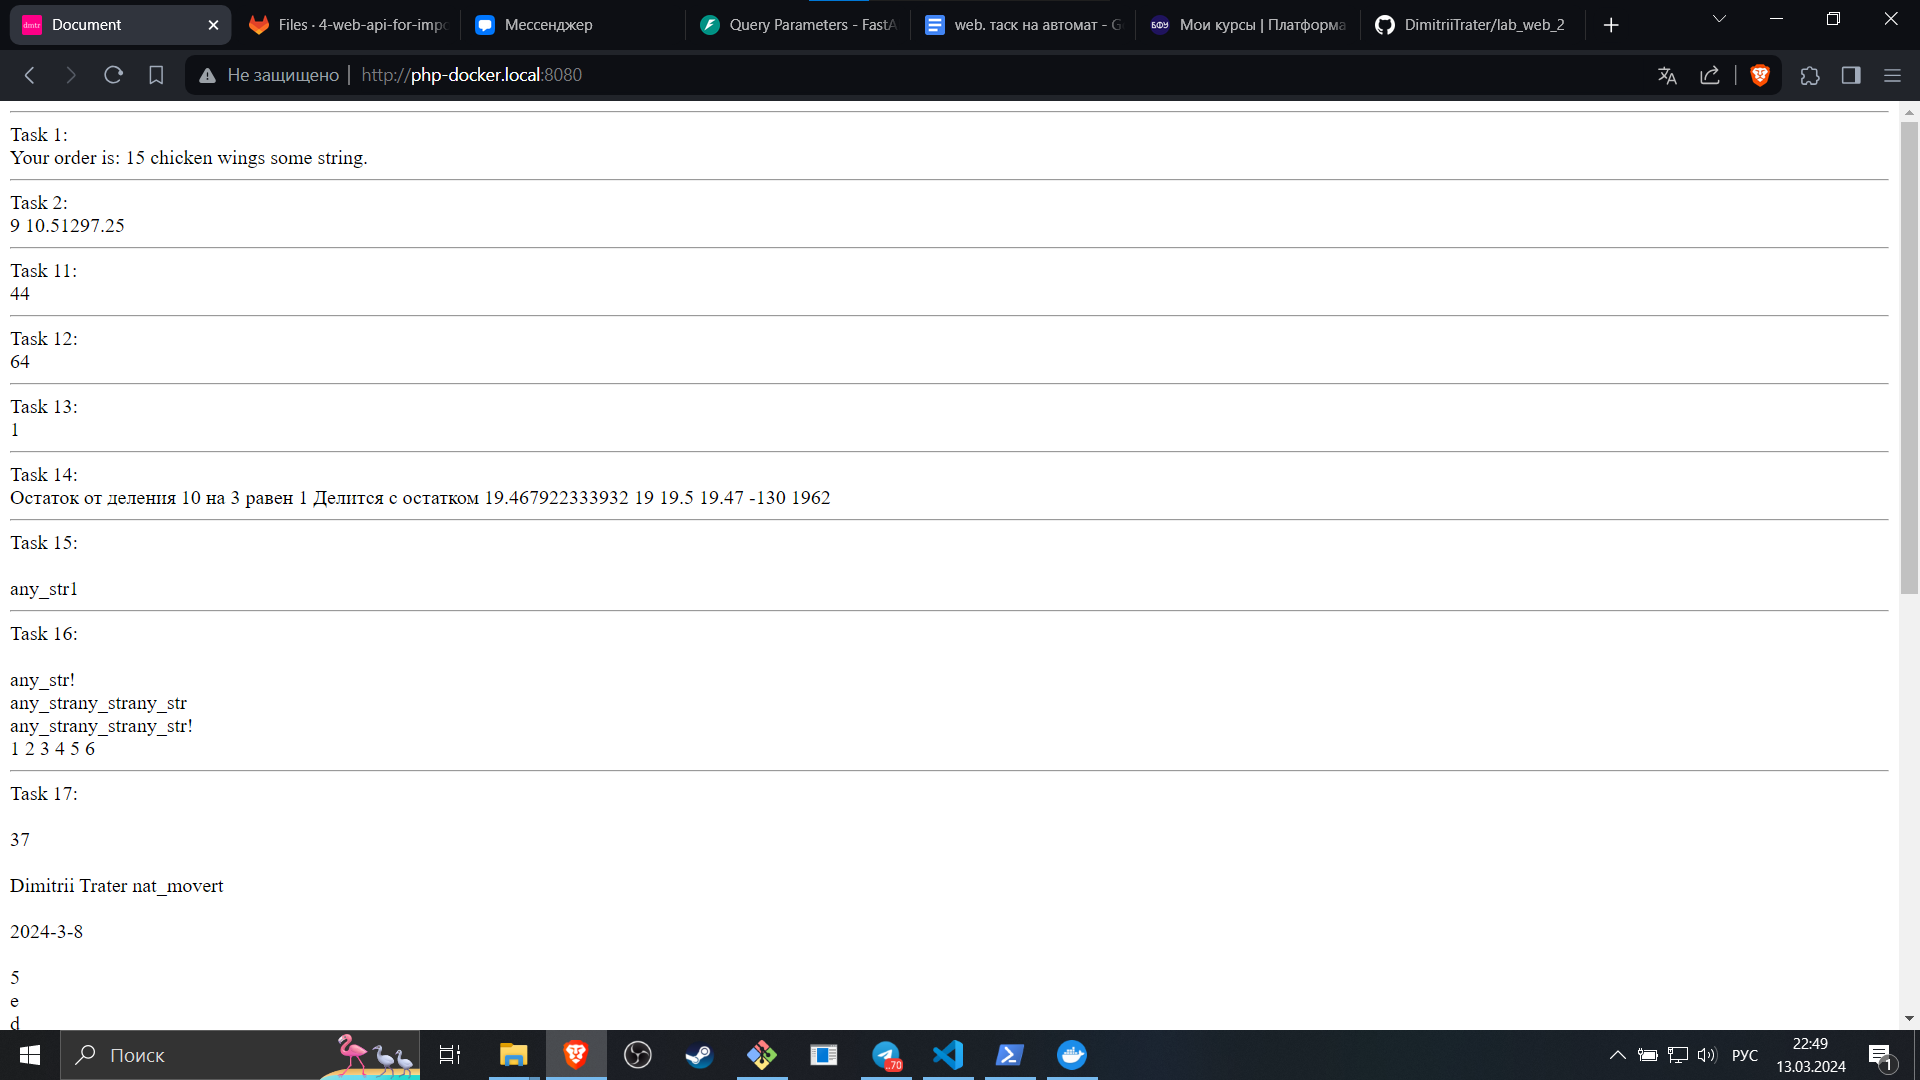 dmtr Document
Files · 4-web-api-for-impo
Мессенджер
Query Parameters - FastA
web. таск на автомат - G
БФУ Мои курсы | Платформа
DimitriiTrater/lab_web_2
Не защищено | http://php-docker.local:8080
Task 1:
Your order is: 15 chicken wings some string.
Task 2:
9 10.51297.25
Task 11:
44
Task 12:
64
Task 13:
1
Task 14:
Остаток от деления 10 на 3 равен 1 Делится с остатком 19.467922333932 19 19.5 19.47 -130 1962
Task 15:
any_str1
Task 16:
any_str!
any_strany_strany_str
any_strany_strany_str!
1 2 3 4 5 6
Task 17:
37
Dimitrii Trater nat_movert
2024-3-8
5
e
d
Поиск
..70
РУС
22:49
13.03.2024
1